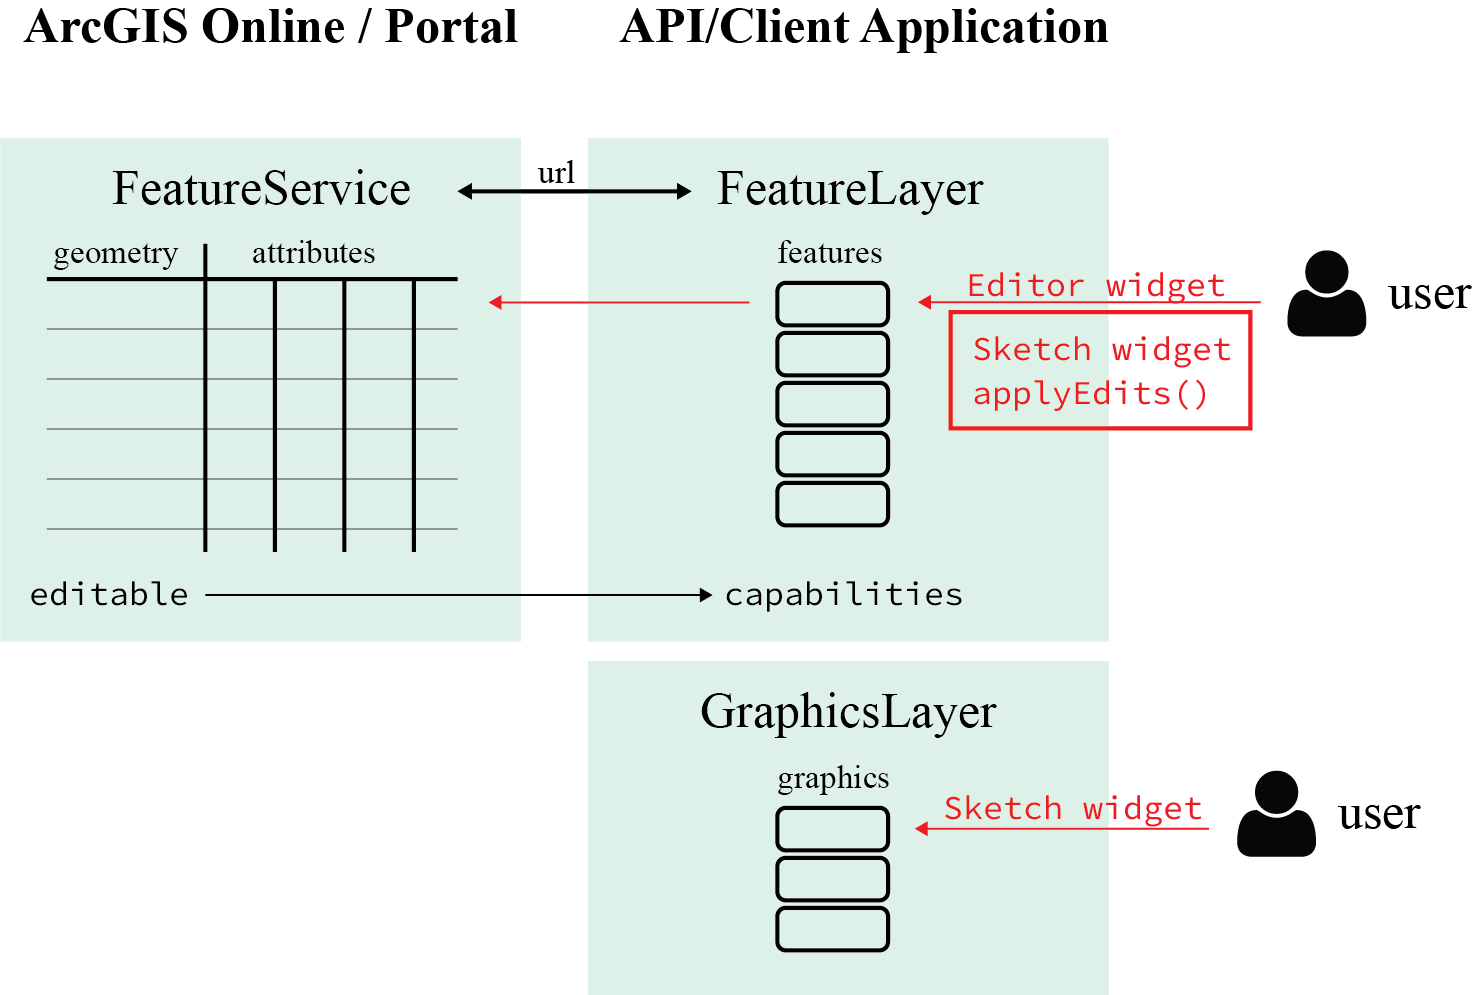 ArcGIS Online / Portal
API/Client Application
FeatureService
url
FeatureLayer
geometry
attributes
features
Editor widget
user
Sketch widget
applyEdits()
editable
capabilities
GraphicsLayer
graphics
Sketch widget
user